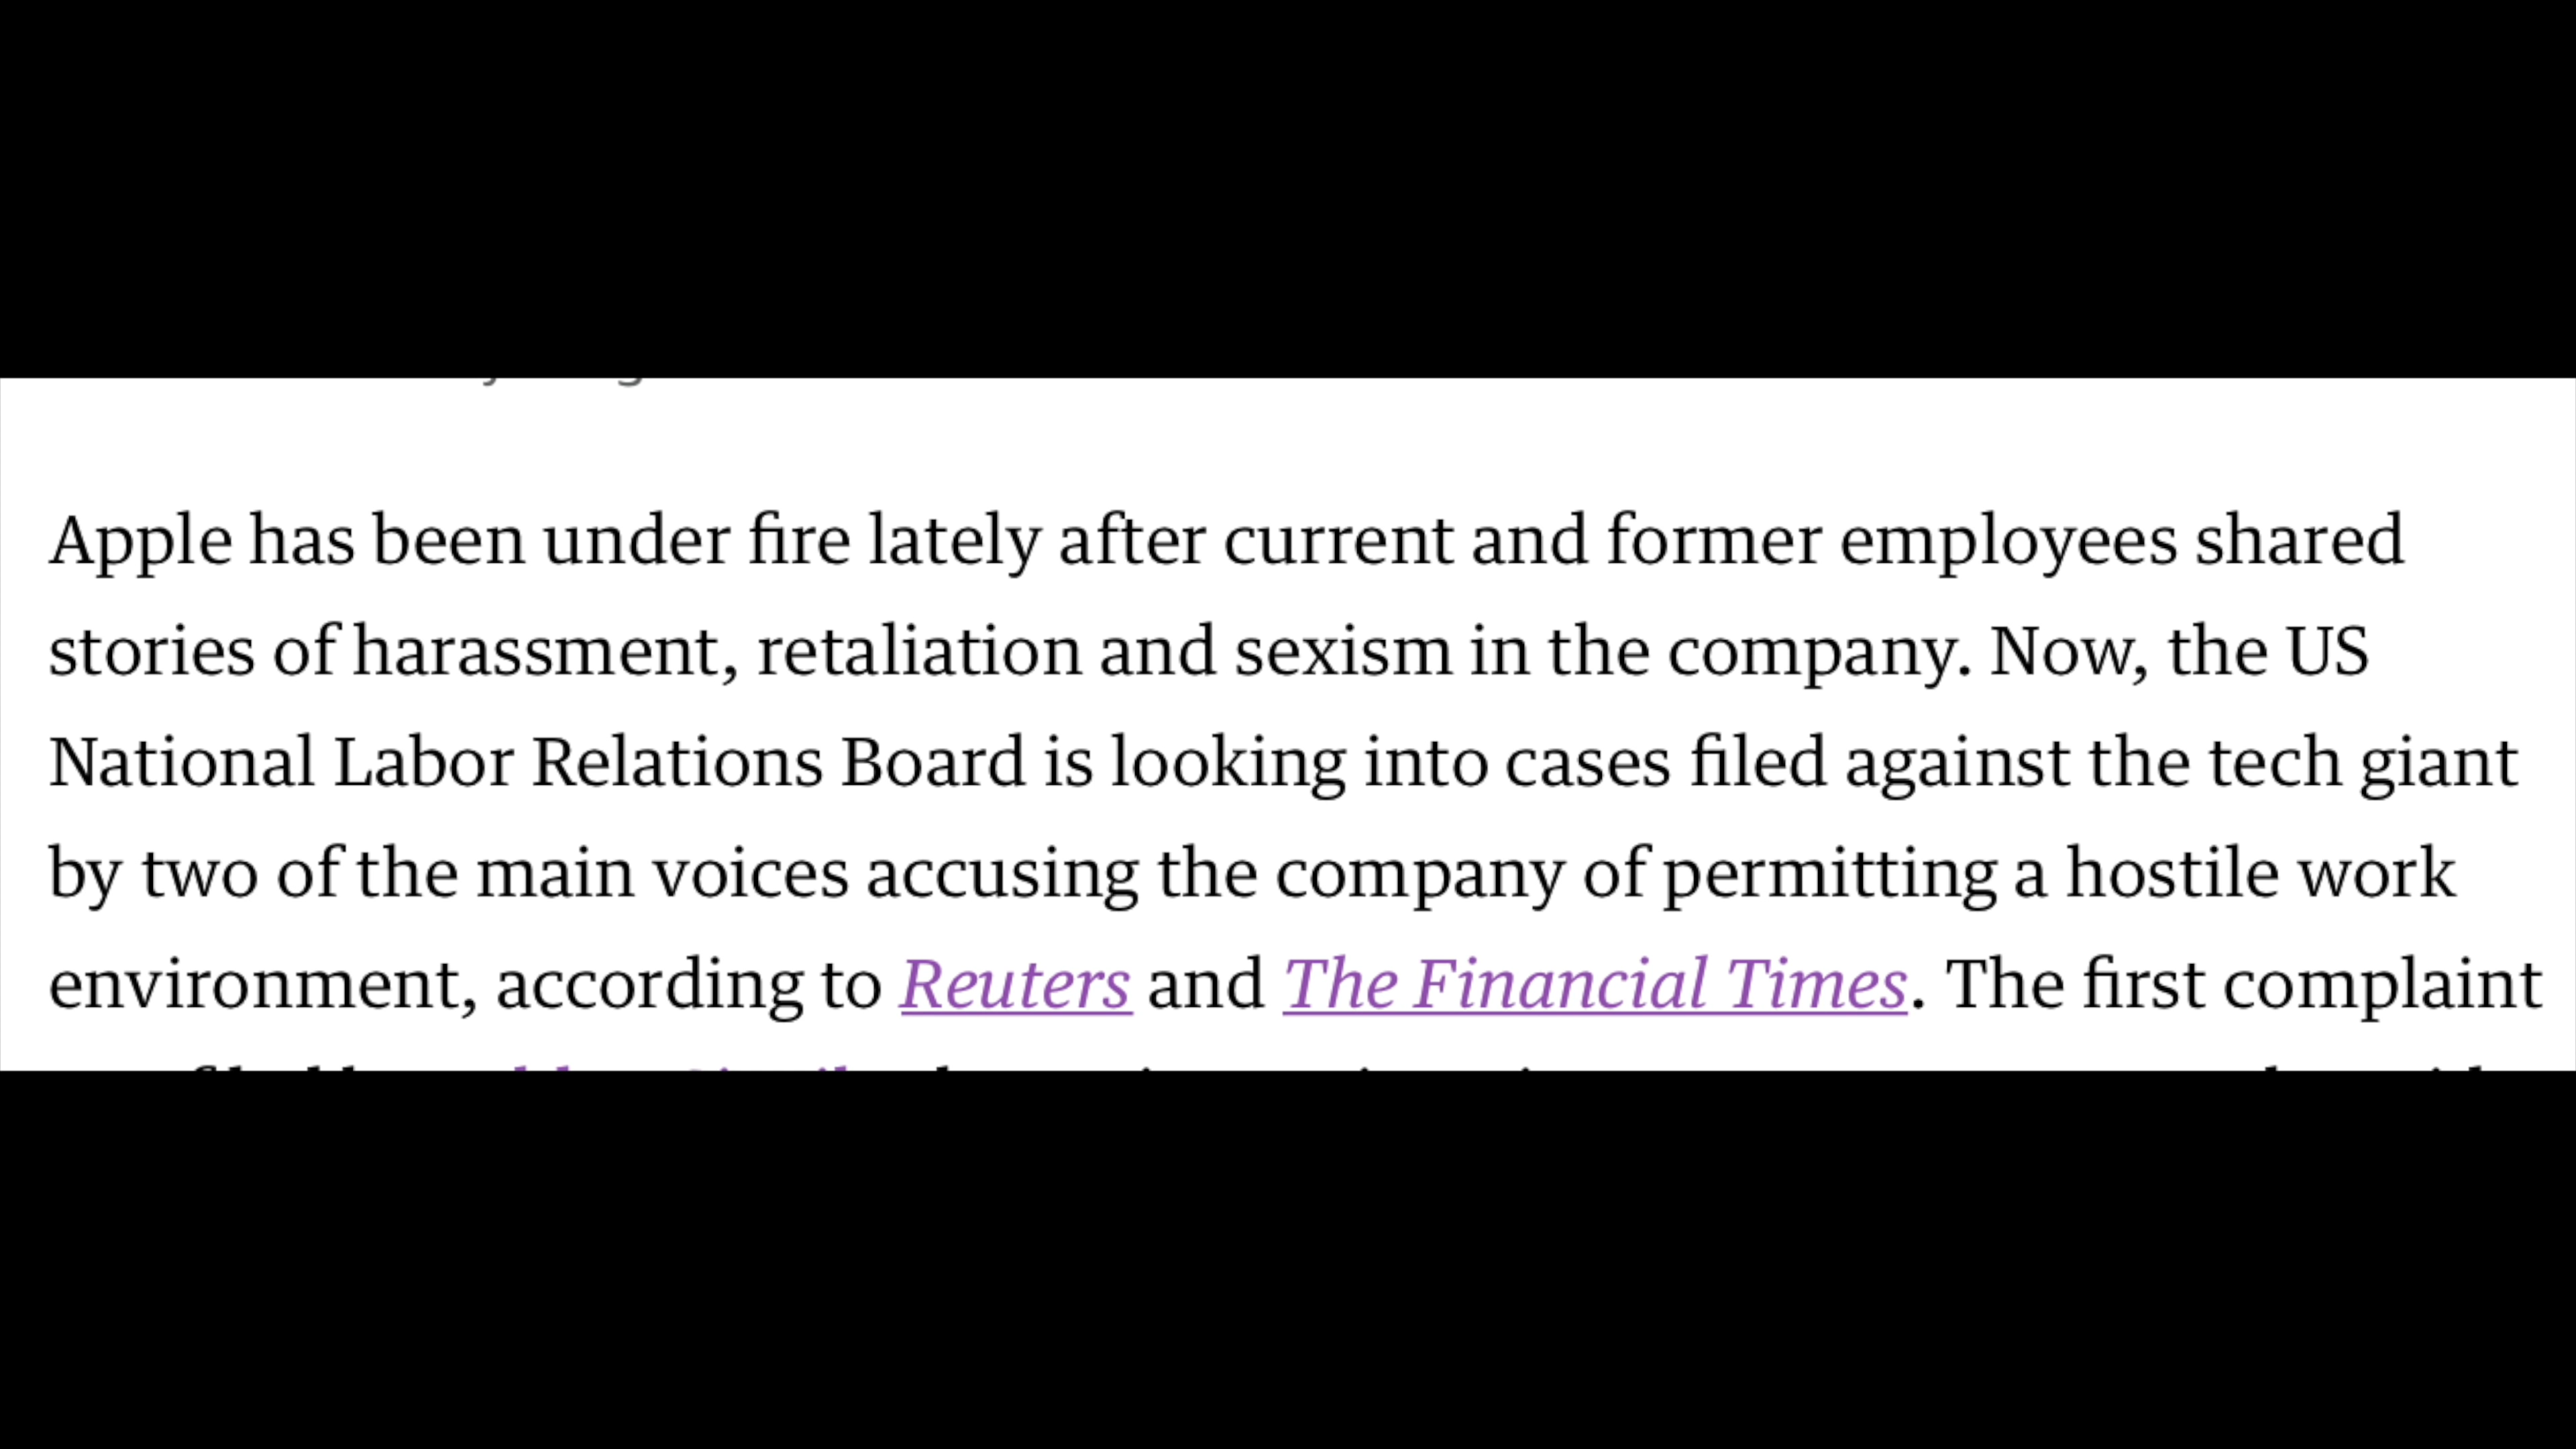 Apple has been under fire lately after current and former employees shared
stories of harassment, retaliation and sexism in the company. Now, the US
National Labor Relations Board is looking into cases filed against the tech giant
by two of the main voices accusing the company of permitting a hostile work
environment, according to Reuters and The Financial Times. The first complaint